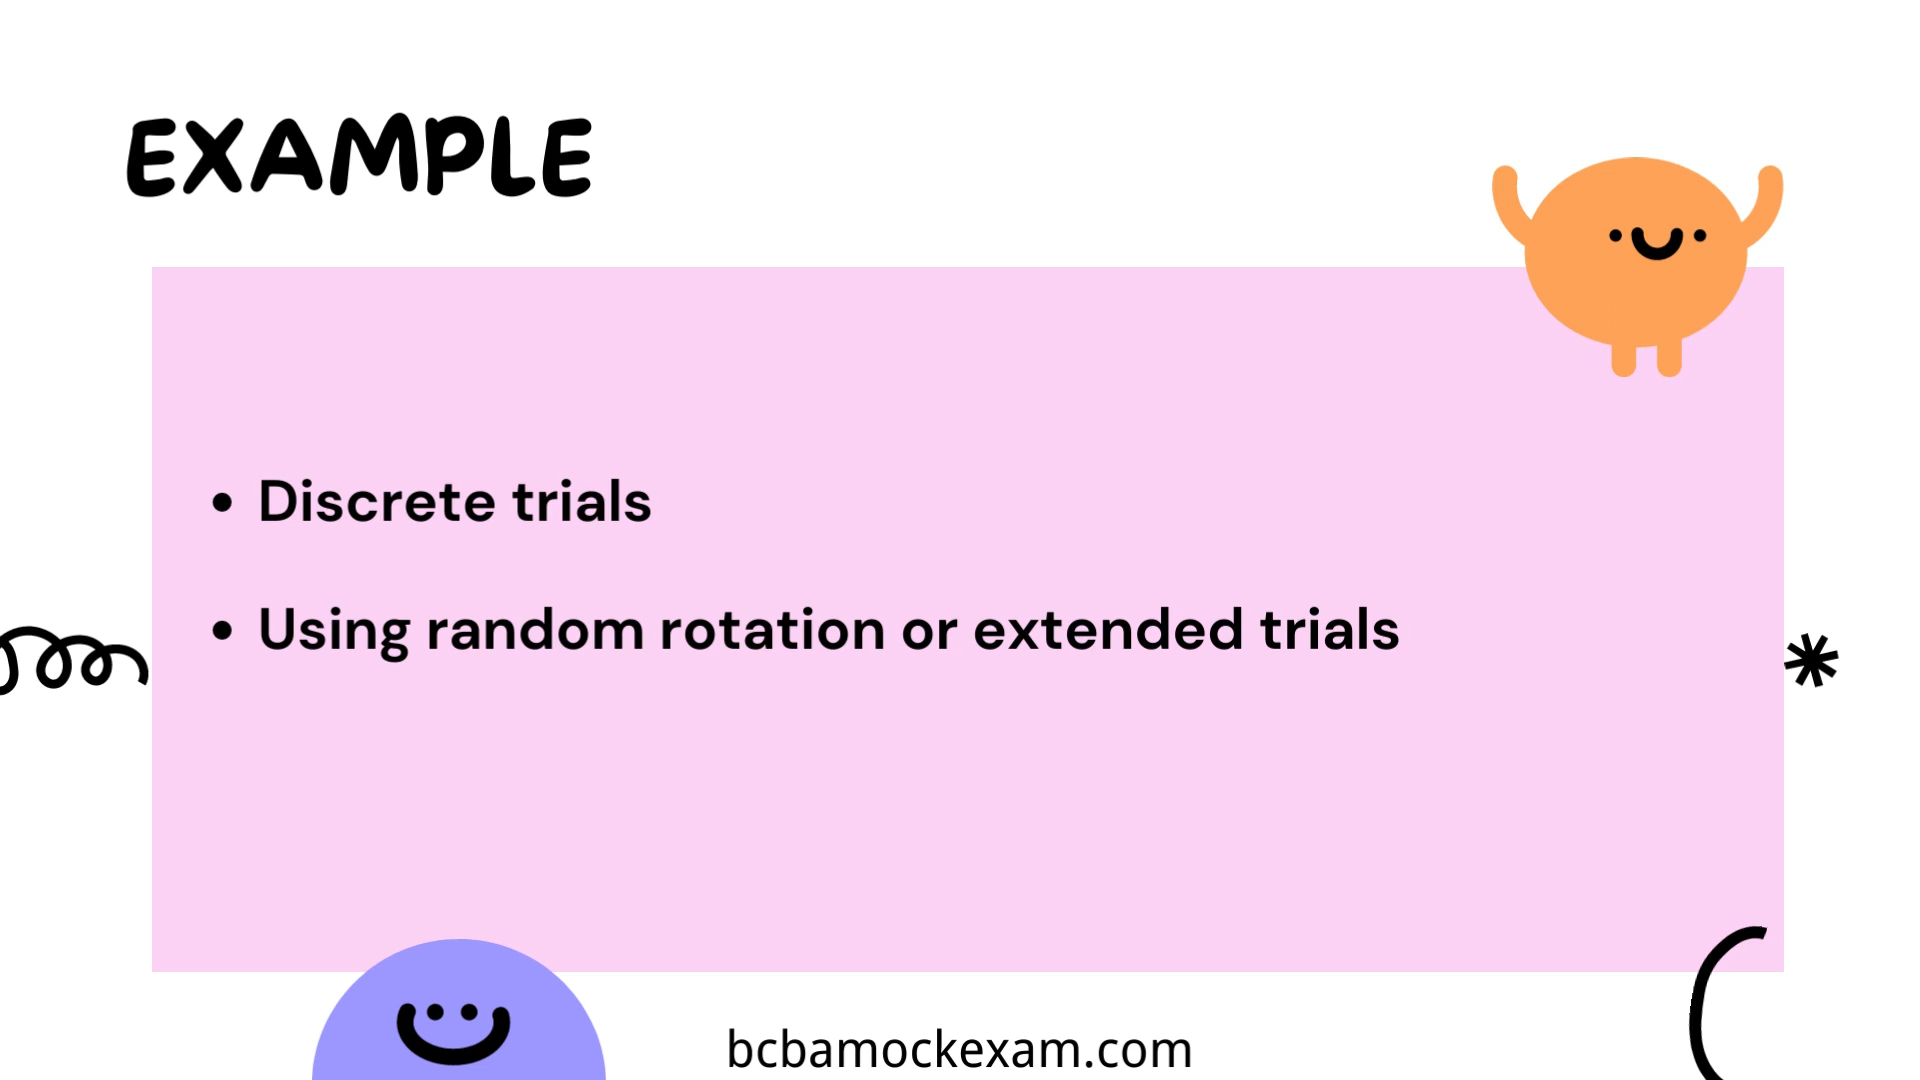 EXAMPLE
• Discrete trials
• Using random rotation or extended trials
bcbamockexam.com